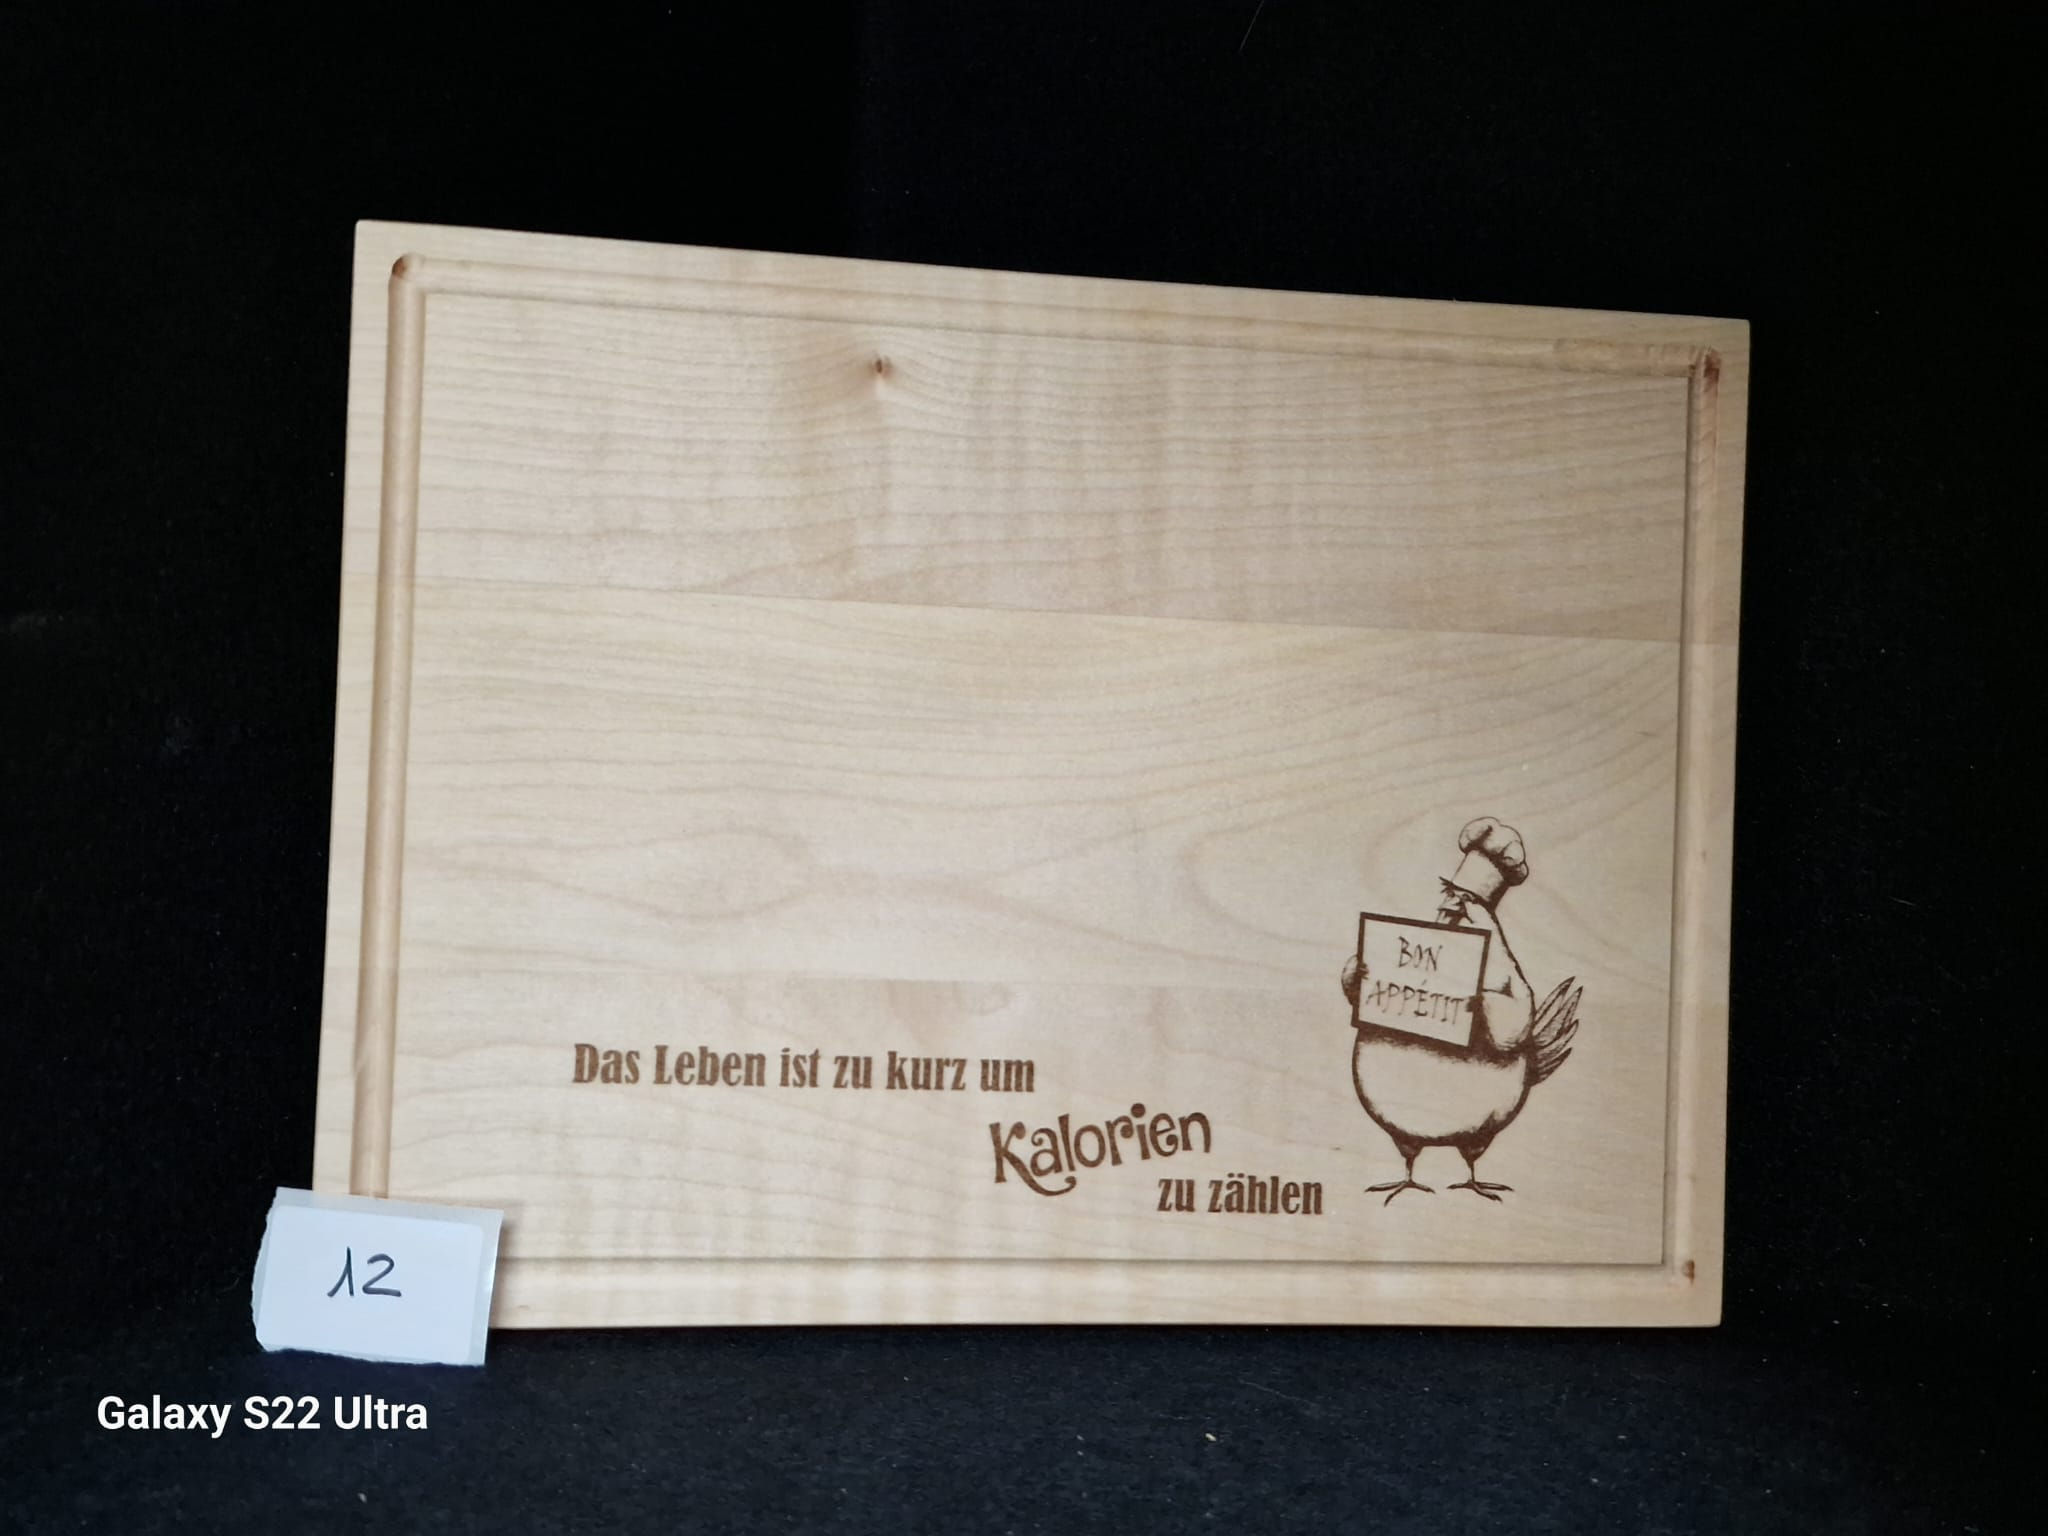 BON
APPÉTIT
Das Leben ist zu kurz um
Kalorien
zu zählen
12
Galaxy S22 Ultra